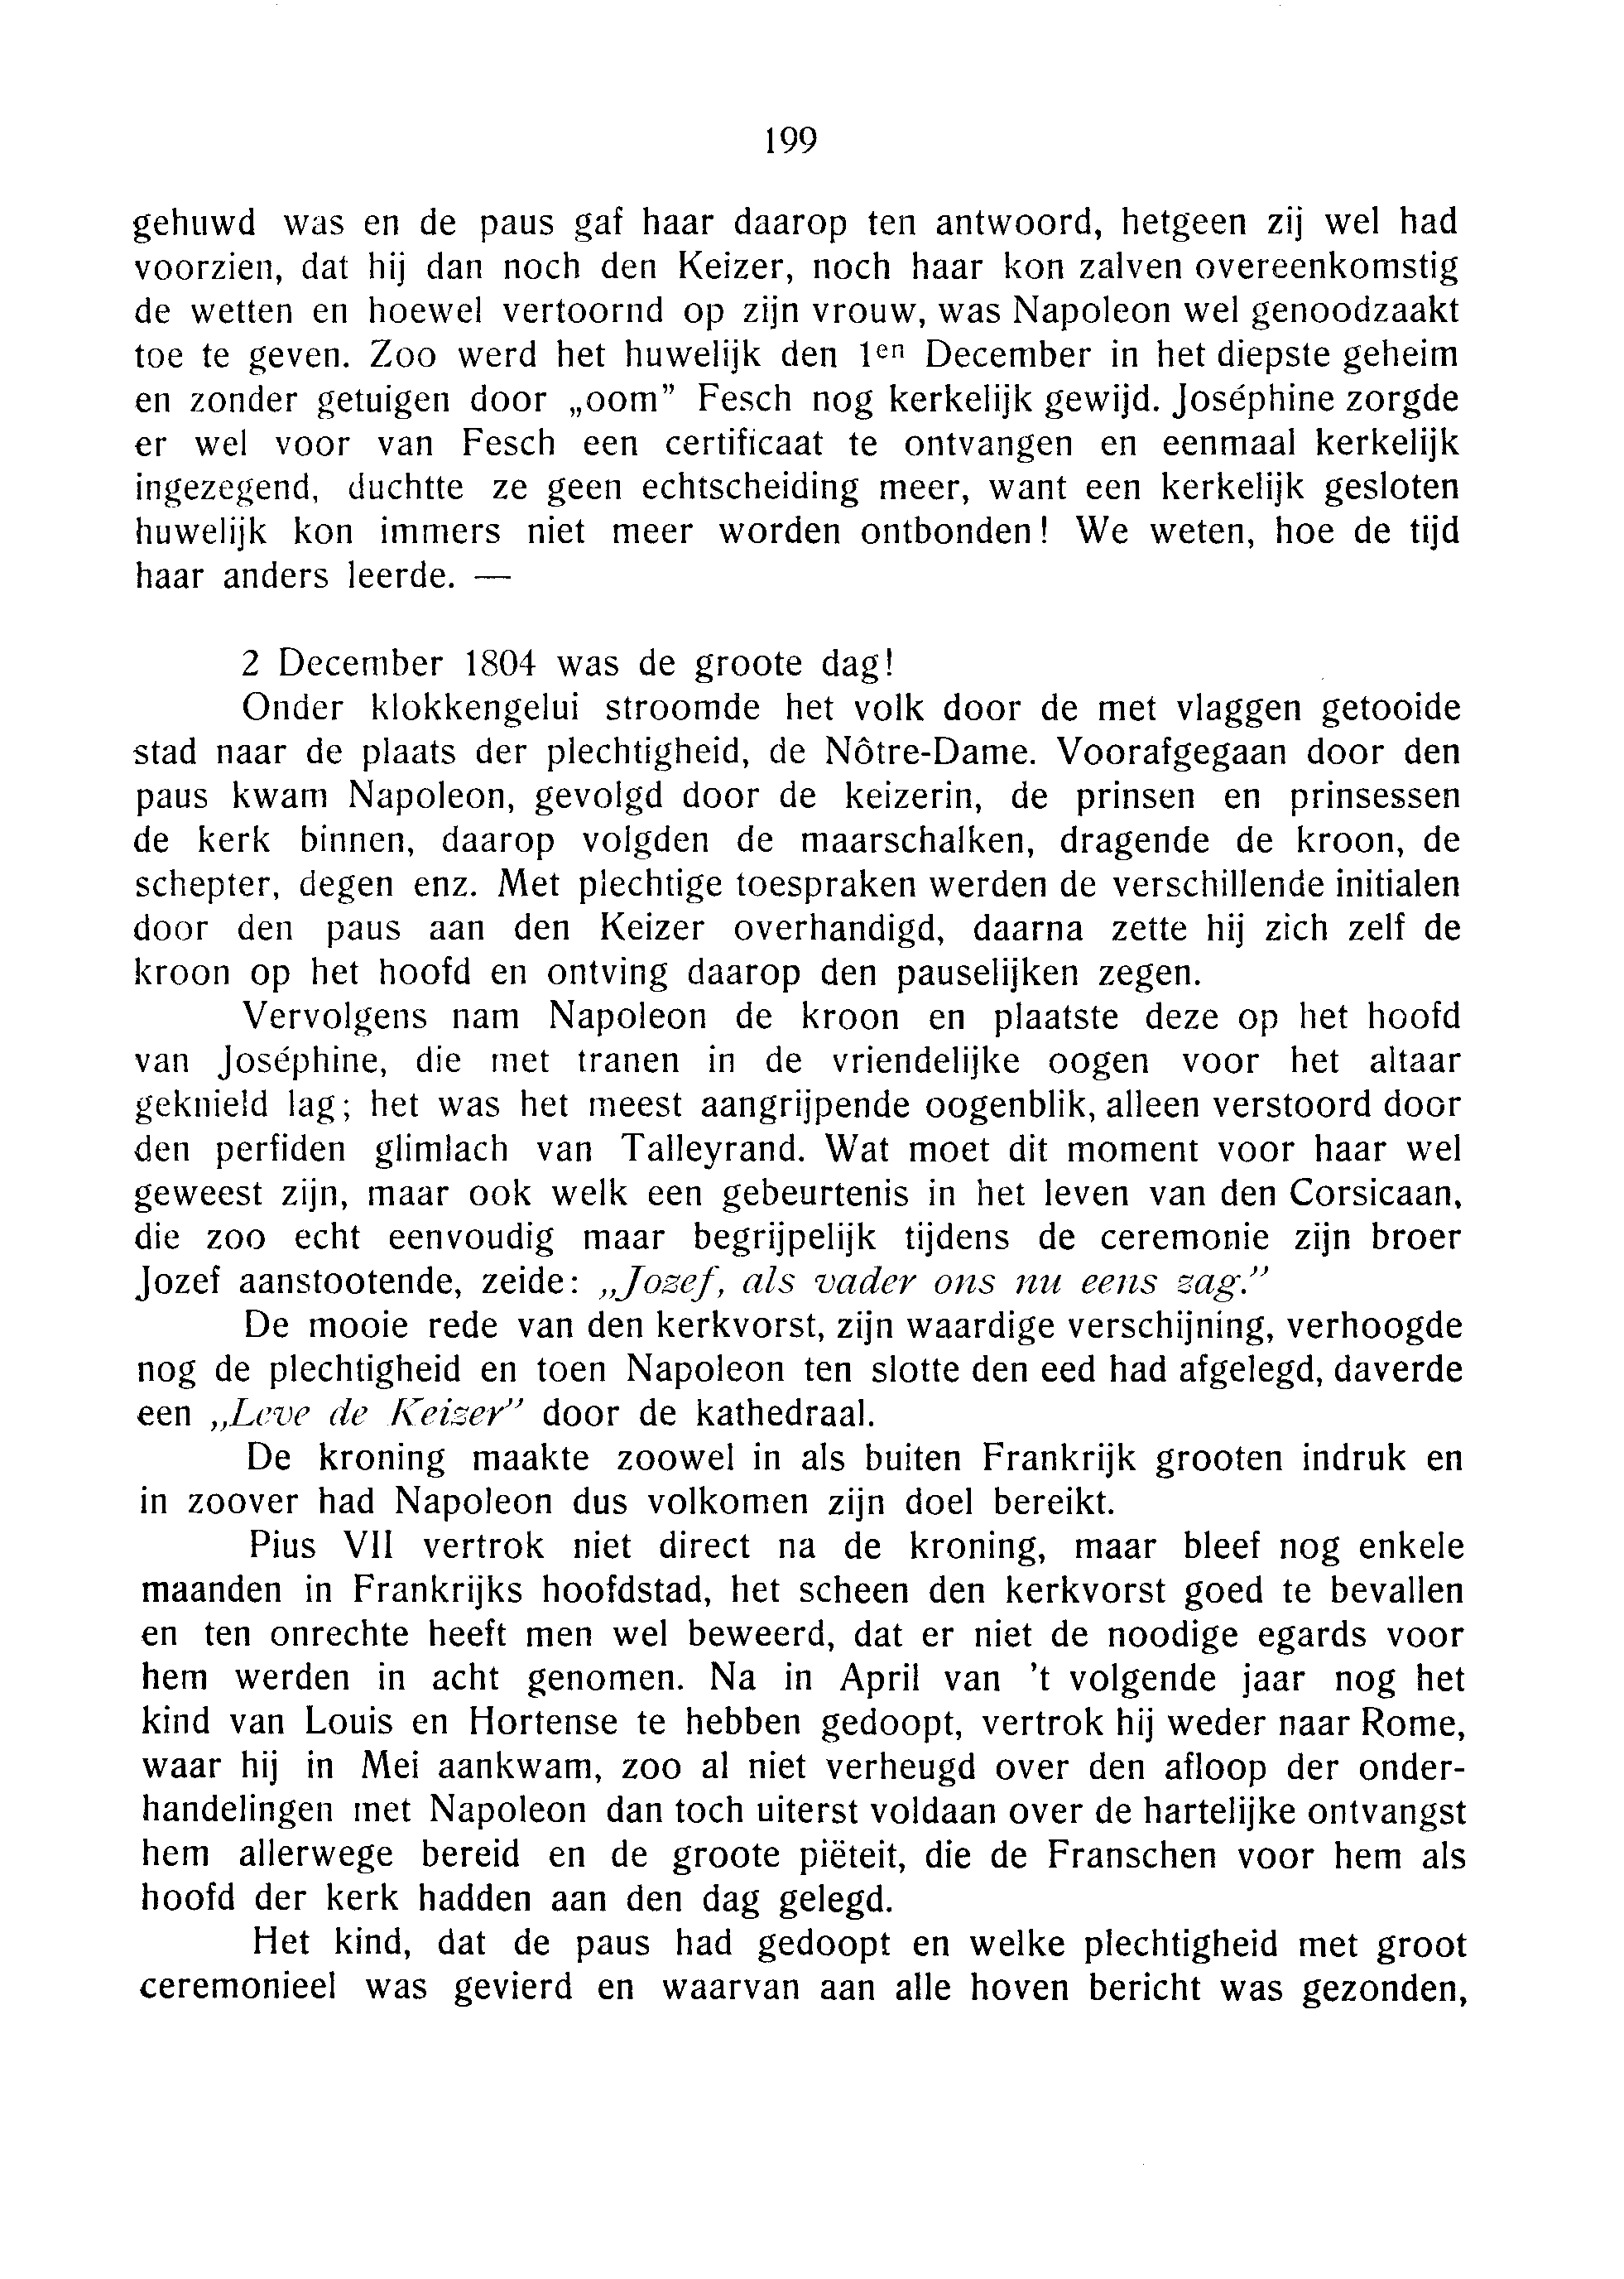 199
gehuwd was en de paus gaf haar daarop ten antwoord, hetgeen zij wel had
voorzien, dat hij dan noch den Keizer, noch haar kon zalven overeenkomstig
de wetten en hoewel vertoornd op zijn vrouw, was Napoleon wel genoodzaakt
toe te geven. Zoo werd het huwelijk den 1en December in het diepste geheim
en zonder getuigen door „oom” Fesch nog kerkelijk gewijd. Joséphine zorgde
er wel voor van Fesch een certificaat te ontvangen en eenmaal kerkelijk
ingezegend, duchtte ze geen echtscheiding meer, want een kerkelijk gesloten
huwelijk kon immers niet meer worden ontbonden! We weten, hoe de tijd
haar anders leerde. —
2 December 1804 was de groote dag!
Onder klokkengelui stroomde het volk door de met vlaggen getooide
stad naar de plaats der plechtigheid, de Nôtre-Dame. Voorafgegaan door den
paus kwam Napoleon, gevolgd door de keizerin, de prinsen en prinsessen
de kerk binnen, daarop volgden de maarschalken, dragende de kroon, de
schepter, degen enz. Met plechtige toespraken werden de verschillende initialen
door den paus aan den Keizer overhandigd, daarna zette hij zich zelf de
kroon op het hoofd en ontving daarop den pauselijken zegen.
Vervolgens nam Napoleon de kroon en plaatste deze op het hoofd
van Joséphine, die met tranen in de vriendelijke oogen voor het altaar
geknield lag; het was het meest aangrijpende oogenblik, alleen verstoord door
den perfiden glimlach van Talleyrand. Wat moet dit moment voor haar wel
geweest zijn, maar ook welk een gebeurtenis in het leven van den Corsicaan,
die zoo echt eenvoudig maar begrijpelijk tijdens de ceremonie zijn broer
Jozef aanstootende, zeide: „Jozef, als vader ons nu eens zag.”
De mooie rede van den kerkvorst, zijn waardige verschijning, verhoogde
nog de plechtigheid en toen Napoleon ten slotte den eed had afgelegd, daverde
een „Leve de Keizer” door de kathedraal.
De kroning maakte zoowel in als buiten Frankrijk grooten indruk en
in zoover had Napoleon dus volkomen zijn doel bereikt.
Pius VII vertrok niet direct na de kroning, maar bleef nog enkele
maanden in Frankrijks hoofdstad, het scheen den kerkvorst goed te bevallen
en ten onrechte heeft men wel beweerd, dat er niet de noodige egards voor
hem werden in acht genomen. Na in April van ’t volgende jaar nog het
kind van Louis en Hortense te hebben gedoopt, vertrok hij weder naar Rome,
waar hij in Mei aankwam, zoo al niet verheugd over den afloop der onder-
handelingen met Napoleon dan toch uiterst voldaan over de hartelijke ontvangst
hem allerwege bereid en de groote piëteit, die de Franschen voor hem als
hoofd der kerk hadden aan den dag gelegd.
Het kind, dat de paus had gedoopt en welke plechtigheid met groot
ceremonieel was gevierd en waarvan aan alle hoven bericht was gezonden,